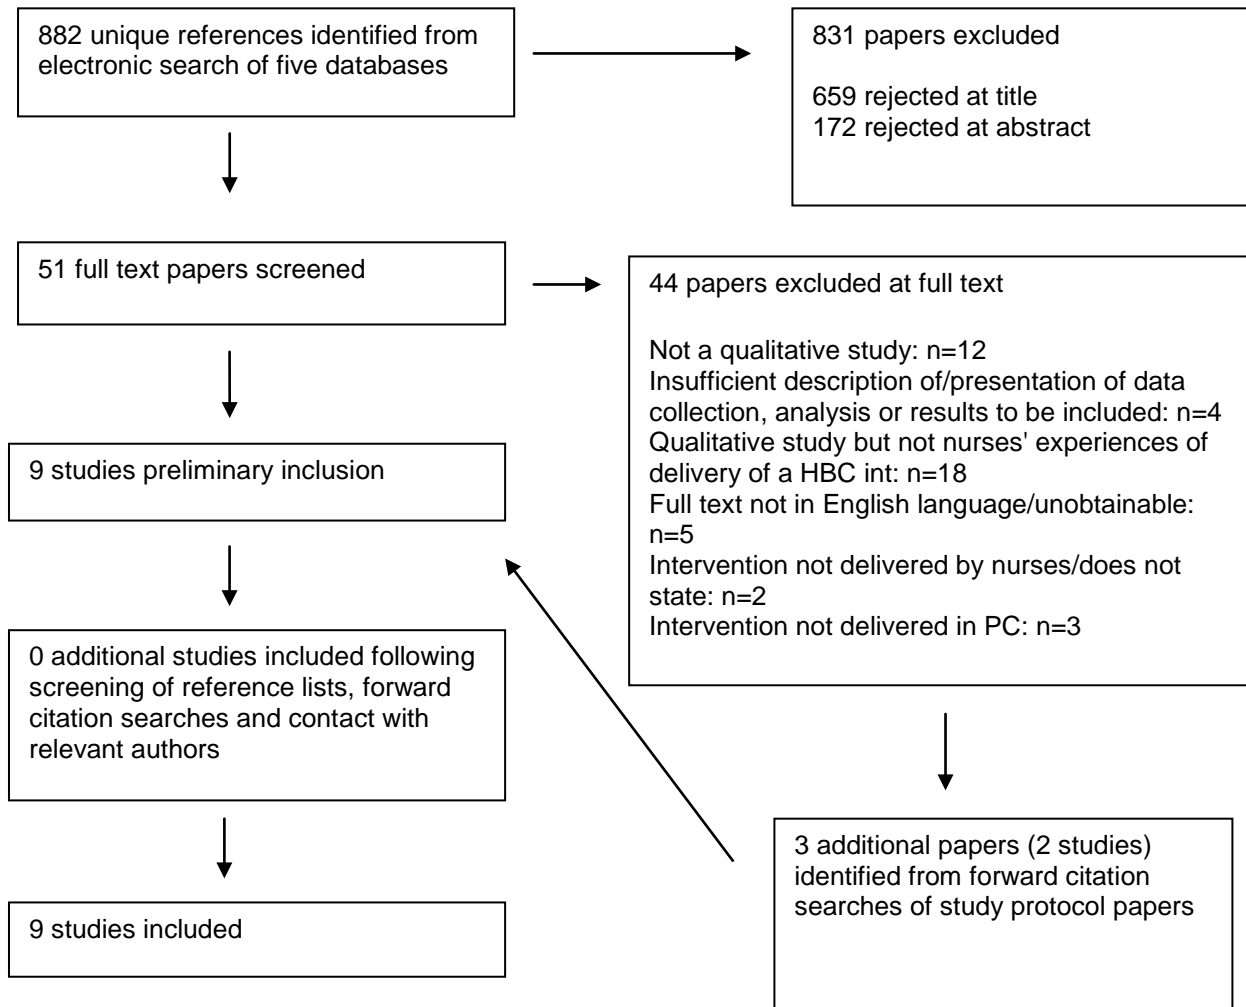 882 unique references identified from
electronic search of five databases
831 papers excluded
659 rejected at title
172 rejected at abstract
51 full text papers screened
44 papers excluded at full text
Not a qualitative study: n=12
Insufficient description of/presentation of data
collection, analysis or results to be included: n=4
Qualitative study but not nurses' experiences of
delivery of a HBC int: n=18
Full text not in English language/unobtainable:
n=5
Intervention not delivered by nurses/does not
state: n=2
Intervention not delivered in PC: n=3
9 studies preliminary inclusion
0 additional studies included following
screening of reference lists, forward
citation searches and contact with
relevant authors
3 additional papers (2 studies)
identified from forward citation
searches of study protocol papers
9 studies included